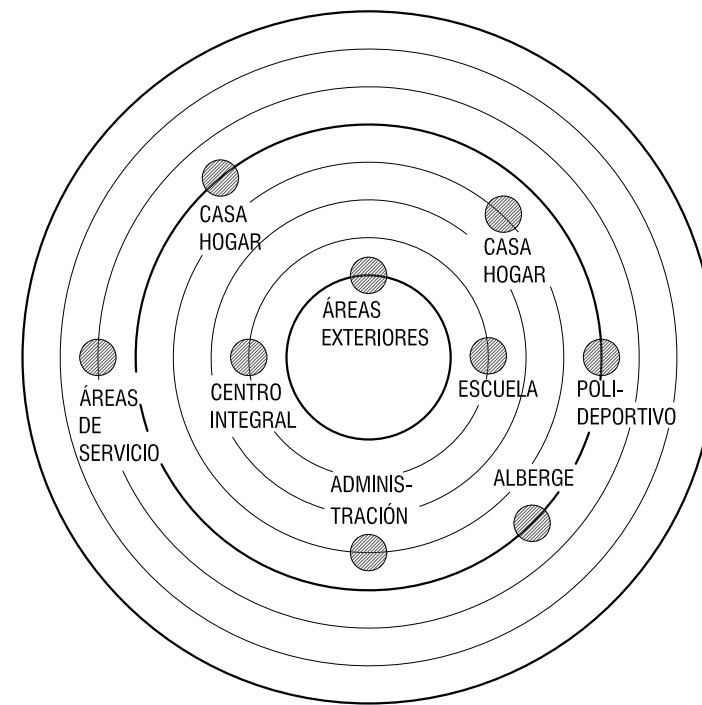 CASA
HOGAR
CASA
HOGAR
ÁREAS
EXTERIORES
ÁREAS
DE
SERVICIO
CENTRO
INTEGRAL
ESCUELA
POLI-
DEPORTIVO
ADMINIS-
TRACIÓN
ALBERGE